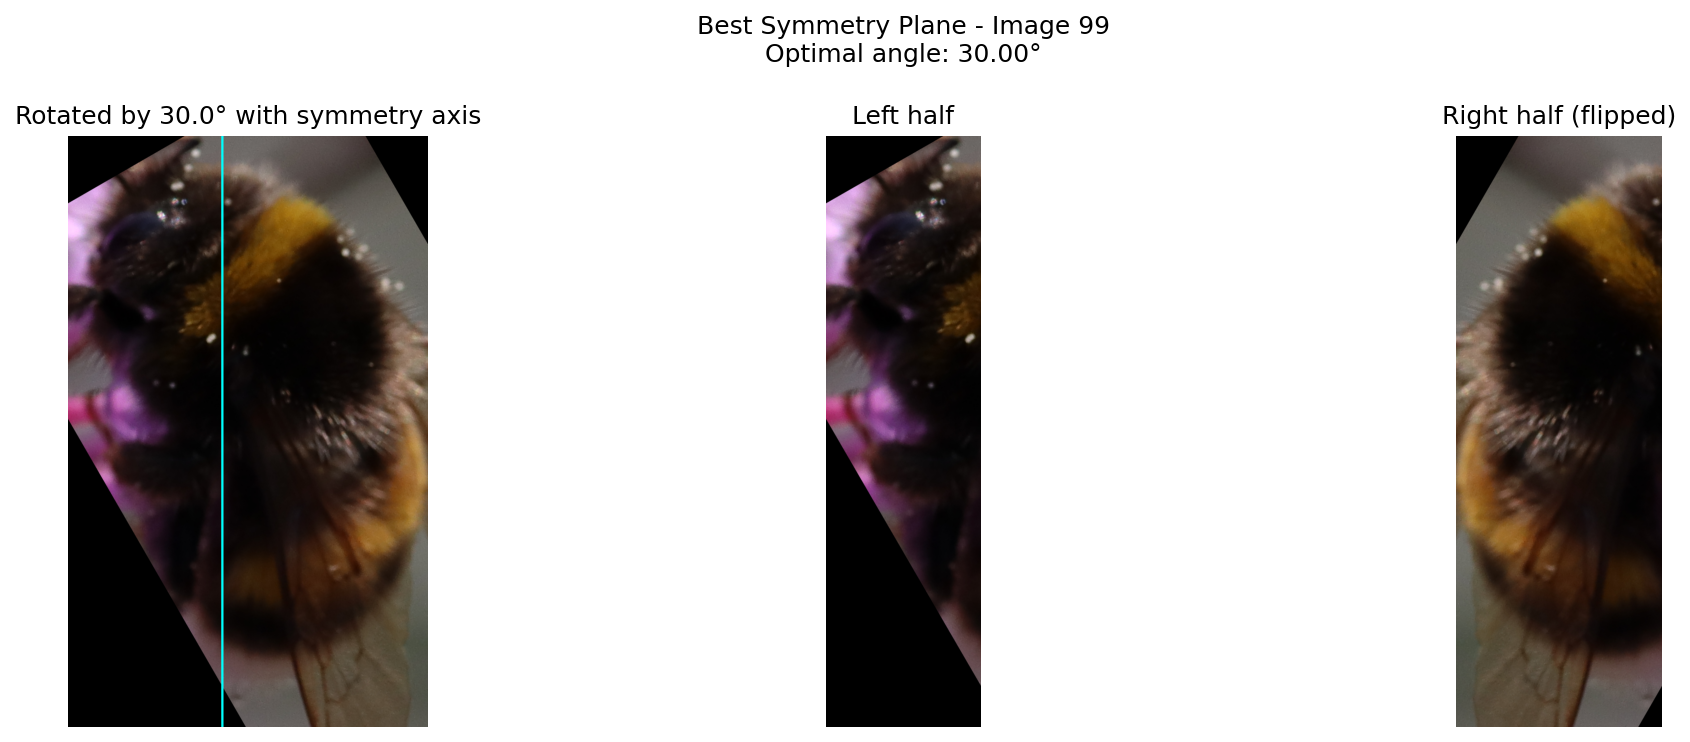 Best Symmetry Plane - Image 99
Optimal angle: 30.00°
Rotated by 30.0° with symmetry axis
Left half
Right half (flipped)